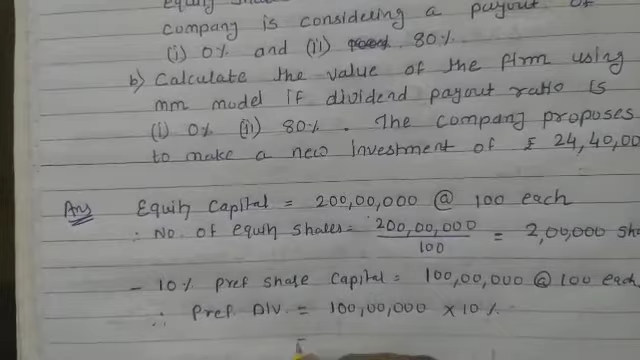 equity
company is considering a payout of
(i) 0% and (ii) 80%.
b) Calculate the value of the firm using
mm model if dividend payout ratio is
(i) 0% (ii) 80%. The company proposes
to make a new investment of ₹ 24,40,00
Ans Equity Capital = 200,00,000 @ 100 each
∴ No. of equity shares = 200,00,000 / 100 = 2,00,000 sha
- 10% Pref share Capital = 100,00,000 @ 100 each.
∴ Pref. Div. = 100,00,000 × 10%